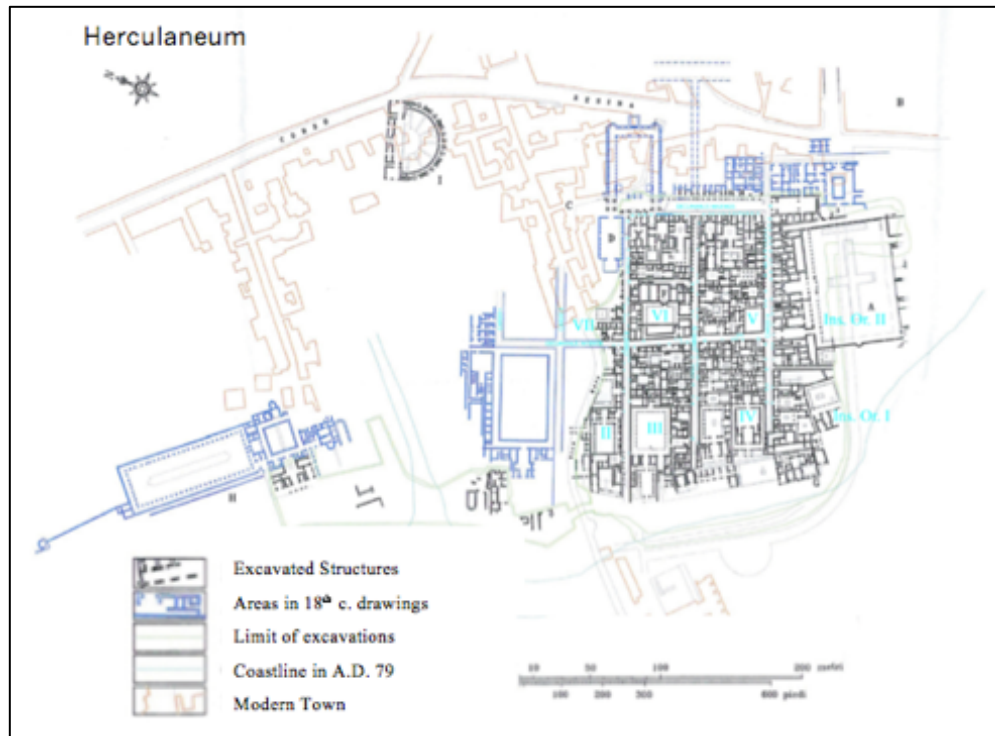 Herculaneum
N
CORSO
B
I
C
D
A
VII
VI
V
Ins. Or. II
II
III
IV
Ins. Or. I
H
Excavated Structures
Areas in 18th c. drawings
Limit of excavations
Coastline in A.D. 79
Modern Town
10 50 100 200 metri
100 200 300 600 piedi